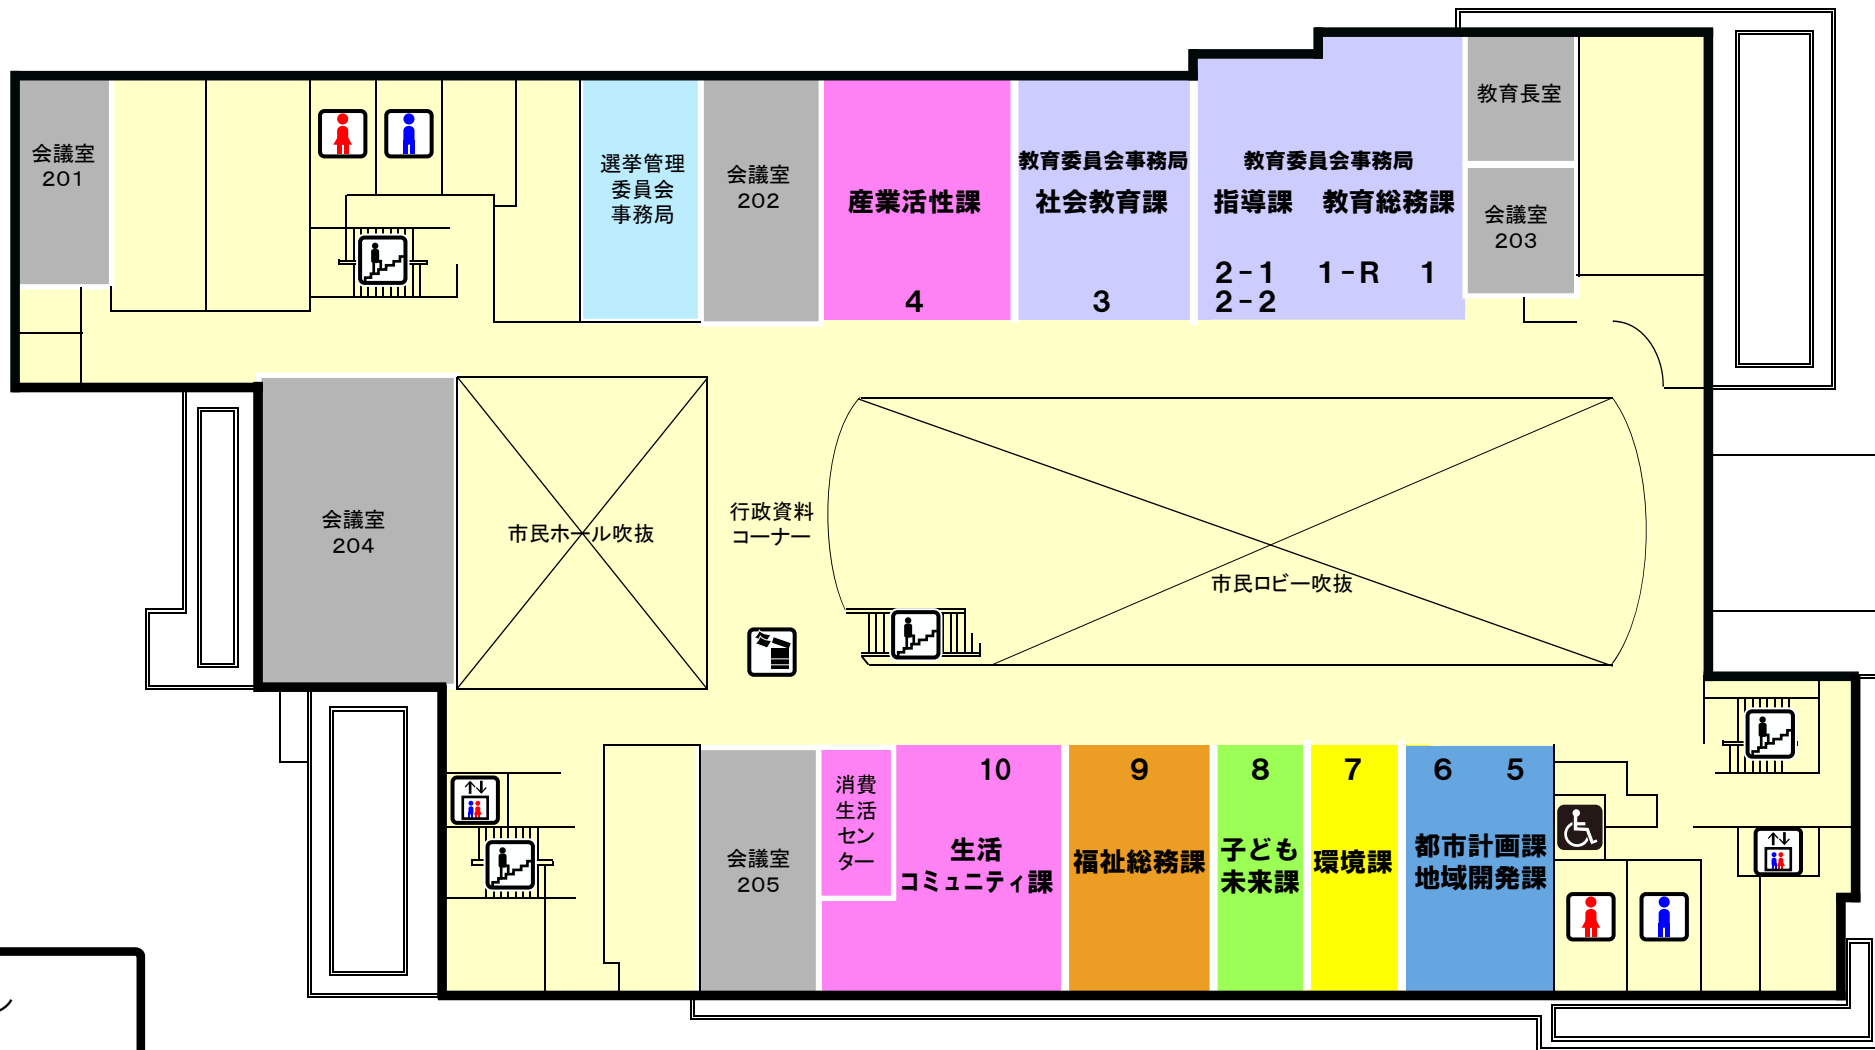 会議室
201
選挙管理
委員会
事務局
会議室
202
産業活性課
4
教育委員会事務局
社会教育課
3
教育委員会事務局
指導課 教育総務課
2-1 1-R 1
2-2
教育長室
会議室
203
会議室
204
市民ホール吹抜
行政資料
コーナー
市民ロビー吹抜
会議室
205
消費
生活
セン
ター
10
生活
コミュニティ課
9
福祉総務課
8
子ども
未来課
7
環境課
6 5
都市計画課
地域開発課